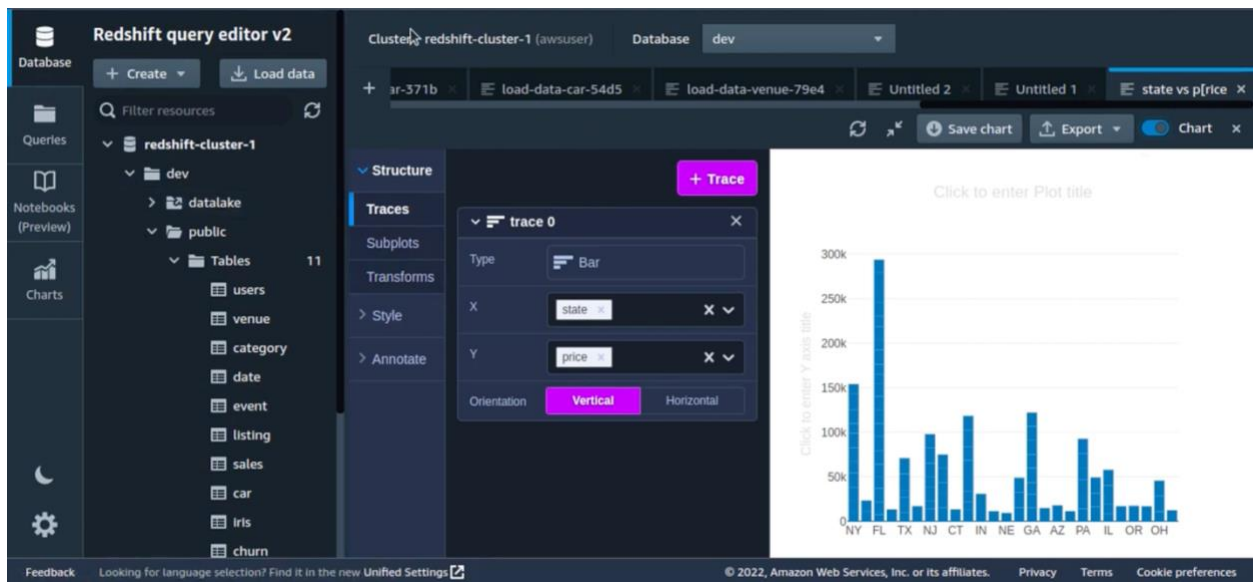 Redshift query editor v2
Cluster redshift-cluster-1 (awsuser)
Database
dev
Database
Create
Load data
ar-371b
load-data-car-54d5
load-data-venue-79e4
Untitled 2
Untitled 1
state vs p[rice
Filter resources
Queries
Save chart
Export
Chart
redshift-cluster-1
dev
datalake
public
Tables
11
users
venue
category
date
event
listing
sales
car
iris
churn
Notebooks
(Preview)
Charts
Structure
Traces
Subplots
Transforms
Style
Annotate
+ Trace
trace 0
Type
Bar
X
state
Y
price
Orientation
Vertical
Horizontal
Click to enter Plot title
Click to enter Y axis title
300k
250k
200k
150k
100k
50k
0
NY FL TX NJ CT IN NE GA AZ PA IL OR OH
Feedback
Looking for language selection? Find it in the new Unified Settings
© 2022, Amazon Web Services, Inc. or its affiliates.
Privacy
Terms
Cookie preferences